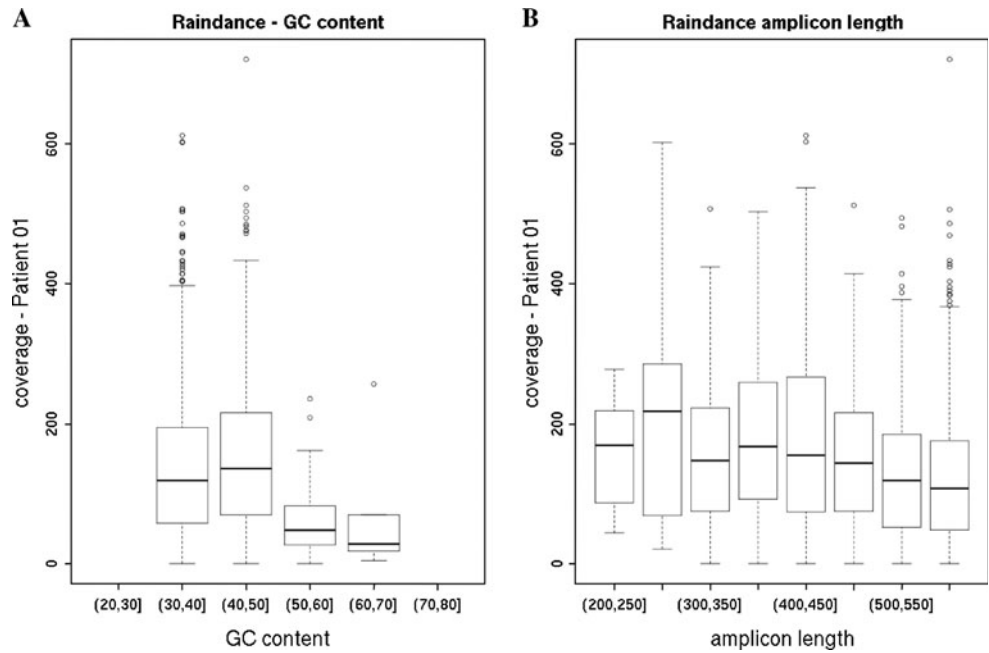 A
Raindance - GC content
coverage - Patient 01
600
400
200
0
(20,30] (30,40] (40,50] (50,60] (60,70] (70,80]
GC content
B
Raindance amplicon length
coverage - Patient 01
600
400
200
0
(200,250] (300,350] (400,450] (500,550]
amplicon length